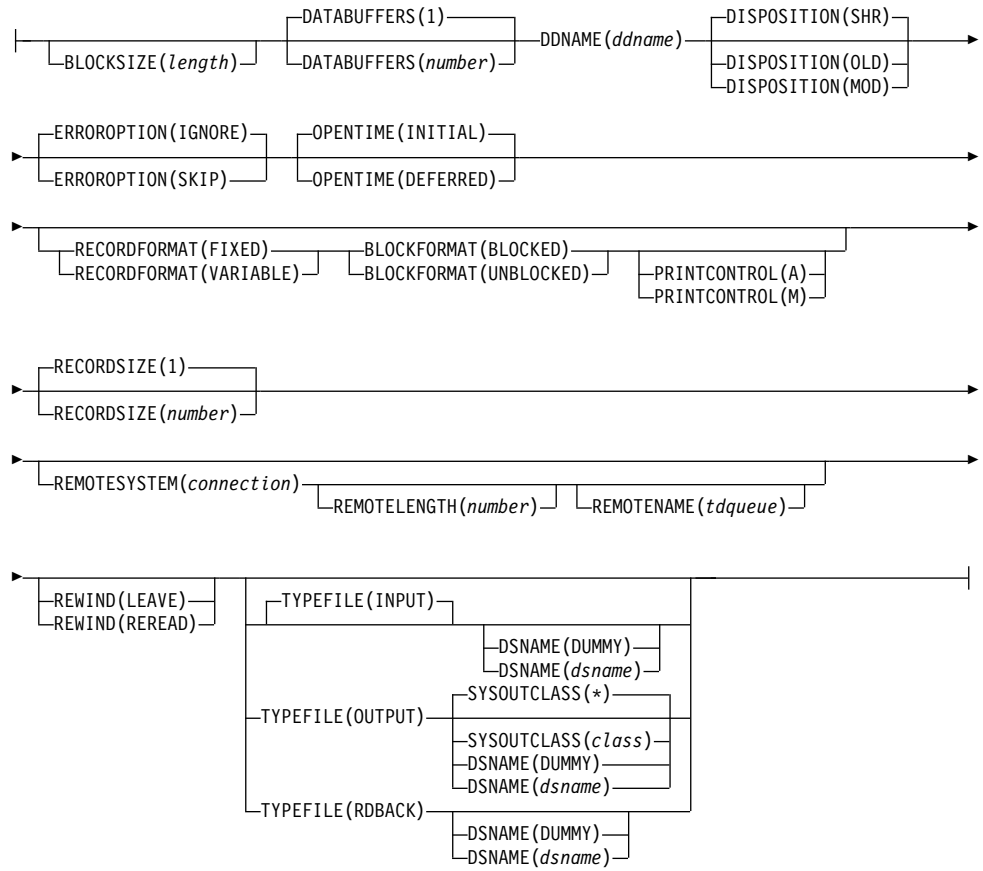 DATABUFFERS(1) DISPOSITION(SHR)
BLOCKSIZE(length) DATABUFFERS(number) DDNAME(ddname) DISPOSITION(OLD)
DISPOSITION(MOD)
ERROROPTION(IGNORE) OPENTIME(INITIAL)
ERROROPTION(SKIP) OPENTIME(DEFERRED)
RECORDFORMAT(FIXED) BLOCKFORMAT(BLOCKED)
RECORDFORMAT(VARIABLE) BLOCKFORMAT(UNBLOCKED) PRINTCONTROL(A)
PRINTCONTROL(M)
RECORDSIZE(1)
RECORDSIZE(number)
REMOTESYSTEM(connection)
REMOTELENGTH(number) REMOTENAME(tdqueue)
REWIND(LEAVE) TYPEFILE(INPUT)
REWIND(REREAD)
DSNAME(DUMMY)
DSNAME(dsname)
SYSOUTCLASS(*)
TYPEFILE(OUTPUT)
SYSOUTCLASS(class)
DSNAME(DUMMY)
DSNAME(dsname)
TYPEFILE(RDBACK)
DSNAME(DUMMY)
DSNAME(dsname)